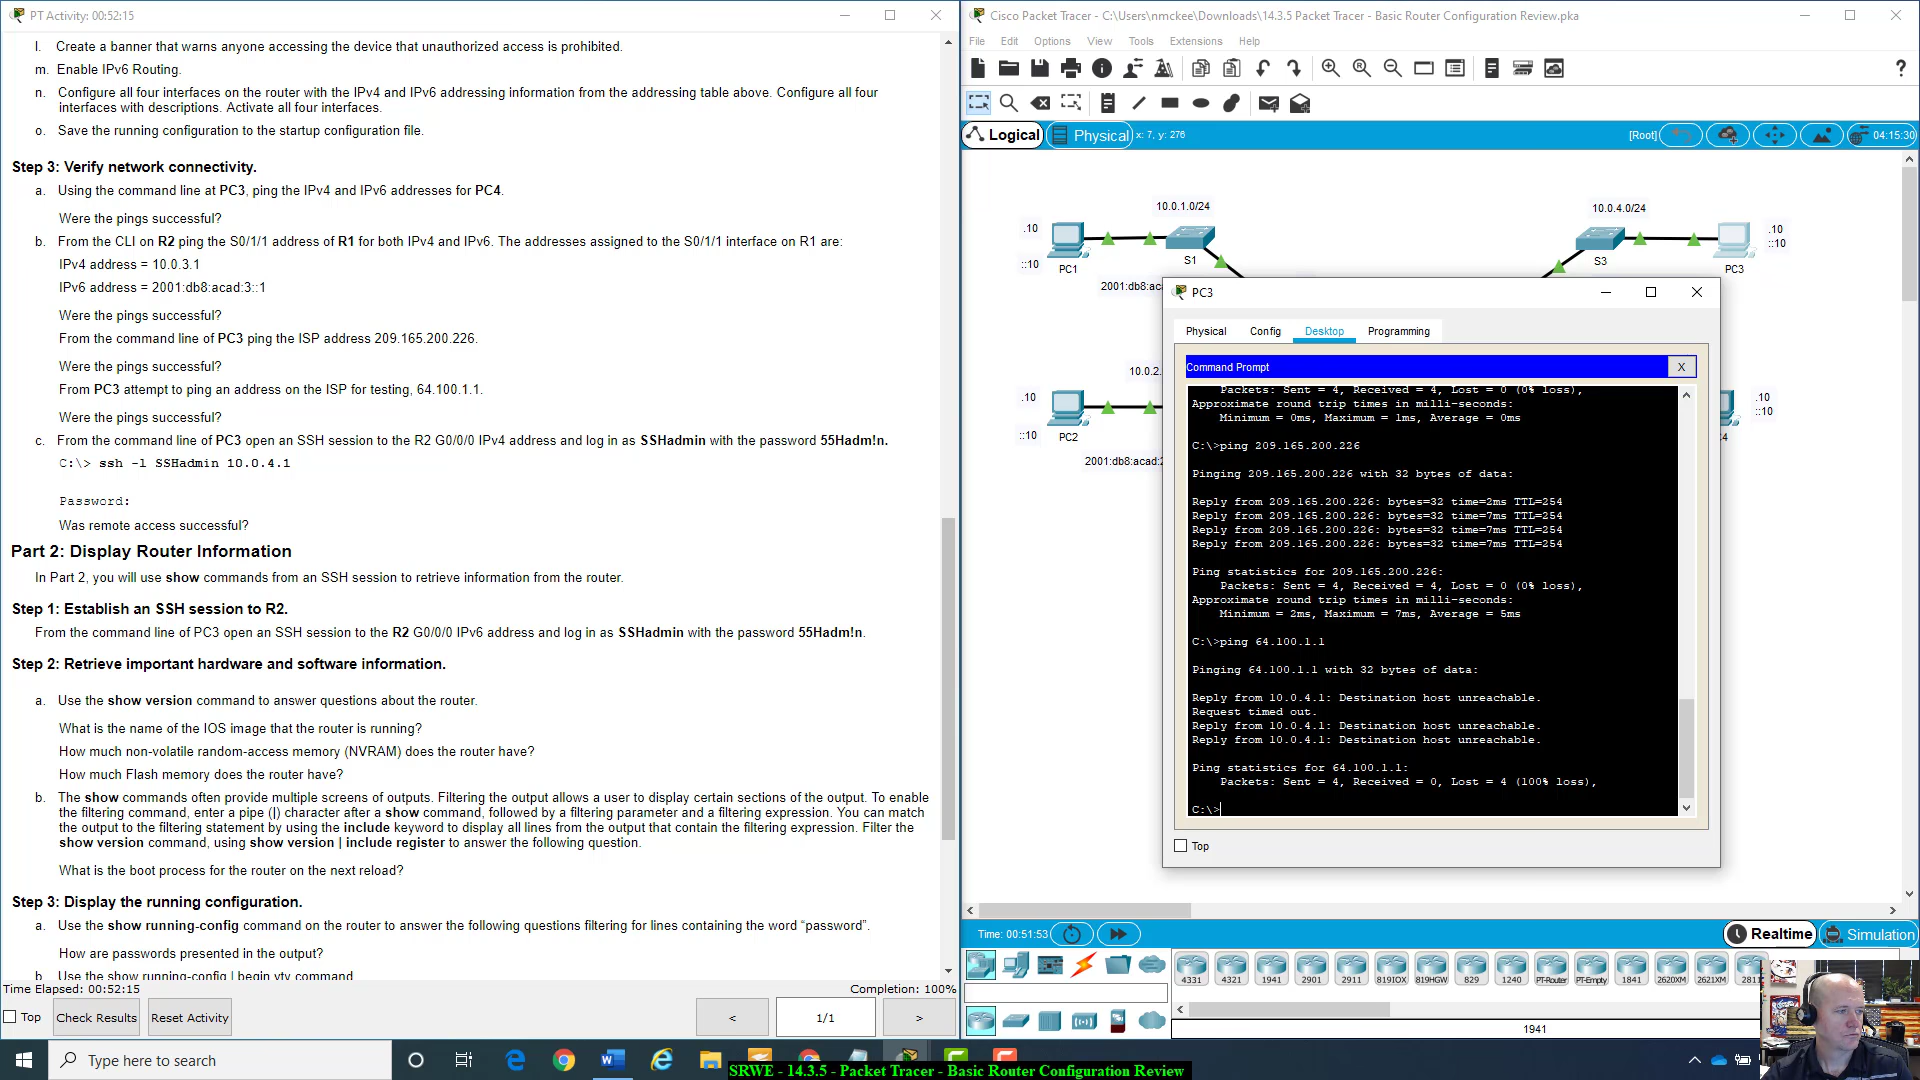 PT Activity: 00:52:15
l. Create a banner that warns anyone accessing the device that unauthorized access is prohibited.
m. Enable IPv6 Routing.
n. Configure all four interfaces on the router with the IPv4 and IPv6 addressing information from the addressing table above. Configure all four
interfaces with descriptions. Activate all four interfaces.
o. Save the running configuration to the startup configuration file.
Step 3: Verify network connectivity.
a. Using the command line at PC3, ping the IPv4 and IPv6 addresses for PC4.
Were the pings successful?
b. From the CLI on R2 ping the S0/1/1 address of R1 for both IPv4 and IPv6. The addresses assigned to the S0/1/1 interface on R1 are:
IPv4 address = 10.0.3.1
IPv6 address = 2001:db8:acad:3::1
Were the pings successful?
From the command line of PC3 ping the ISP address 209.165.200.226.
Were the pings successful?
From PC3 attempt to ping an address on the ISP for testing, 64.100.1.1.
Were the pings successful?
c. From the command line of PC3 open an SSH session to the R2 G0/0/0 IPv4 address and log in as SSHadmin with the password 55Hadm!n.
C:\> ssh -l SSHadmin 10.0.4.1
Password:
Was remote access successful?
Part 2: Display Router Information
In Part 2, you will use show commands from an SSH session to retrieve information from the router.
Step 1: Establish an SSH session to R2.
From the command line of PC3 open an SSH session to the R2 G0/0/0 IPv6 address and log in as SSHadmin with the password 55Hadm!n.
Step 2: Retrieve important hardware and software information.
a. Use the show version command to answer questions about the router.
What is the name of the IOS image that the router is running?
How much non-volatile random-access memory (NVRAM) does the router have?
How much Flash memory does the router have?
b. The show commands often provide multiple screens of outputs. Filtering the output allows a user to display certain sections of the output. To enable
the filtering command, enter a pipe (|) character after a show command, followed by a filtering parameter and a filtering expression. You can match
the output to the filtering statement by using the include keyword to display all lines from the output that contain the filtering expression. Filter the
show version command, using show version | include register to answer the following question.
What is the boot process for the router on the next reload?
Step 3: Display the running configuration.
a. Use the show running-config command on the router to answer the following questions filtering for lines containing the word “password”.
How are passwords presented in the output?
b. Use the show running-config | begin vty command
Time Elapsed: 00:52:15
Completion: 100%
Top
Check Results
Reset Activity
<
1/1
>
Cisco Packet Tracer - C:\Users\nmckee\Downloads\14.3.5 Packet Tracer - Basic Router Configuration Review.pka
File Edit Options View Tools Extensions Help
?
Logical
Physical
x: 7, y: 276
[Root]
04:15:30
10.0.1.0/24
10.0.4.0/24
.10
::10
PC1
S1
S3
.10
::10
PC3
2001:db8:aca
10.0.2.
.10
::10
PC2
2001:db8:acad:2
.10
::10
PC3
Physical Config Desktop Programming
Command Prompt
X
Packets: Sent = 4, Received = 4, Lost = 0 (0% loss),
Approximate round trip times in milli-seconds:
Minimum = 0ms, Maximum = 1ms, Average = 0ms
C:\>ping 209.165.200.226
Pinging 209.165.200.226 with 32 bytes of data:
Reply from 209.165.200.226: bytes=32 time=2ms TTL=254
Reply from 209.165.200.226: bytes=32 time=7ms TTL=254
Reply from 209.165.200.226: bytes=32 time=7ms TTL=254
Reply from 209.165.200.226: bytes=32 time=7ms TTL=254
Ping statistics for 209.165.200.226:
Packets: Sent = 4, Received = 4, Lost = 0 (0% loss),
Approximate round trip times in milli-seconds:
Minimum = 2ms, Maximum = 7ms, Average = 5ms
C:\>ping 64.100.1.1
Pinging 64.100.1.1 with 32 bytes of data:
Reply from 10.0.4.1: Destination host unreachable.
Request timed out.
Reply from 10.0.4.1: Destination host unreachable.
Reply from 10.0.4.1: Destination host unreachable.
Ping statistics for 64.100.1.1:
Packets: Sent = 4, Received = 0, Lost = 4 (100% loss),
C:\>
Top
Time: 00:51:53
Realtime
Simulation
4331 4321 1941 2901 2911 819IOX 819HGW 829 1240 PT-Router PT-Empty 1841 2620XM 2621XM 2811
1941
Type here to search
SRWE - 14.3.5 - Packet Tracer - Basic Router Configuration Review